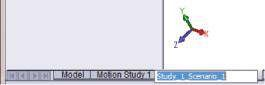 Y
X
Z
Model
Motion Study 1
Study_1_Scenario_1